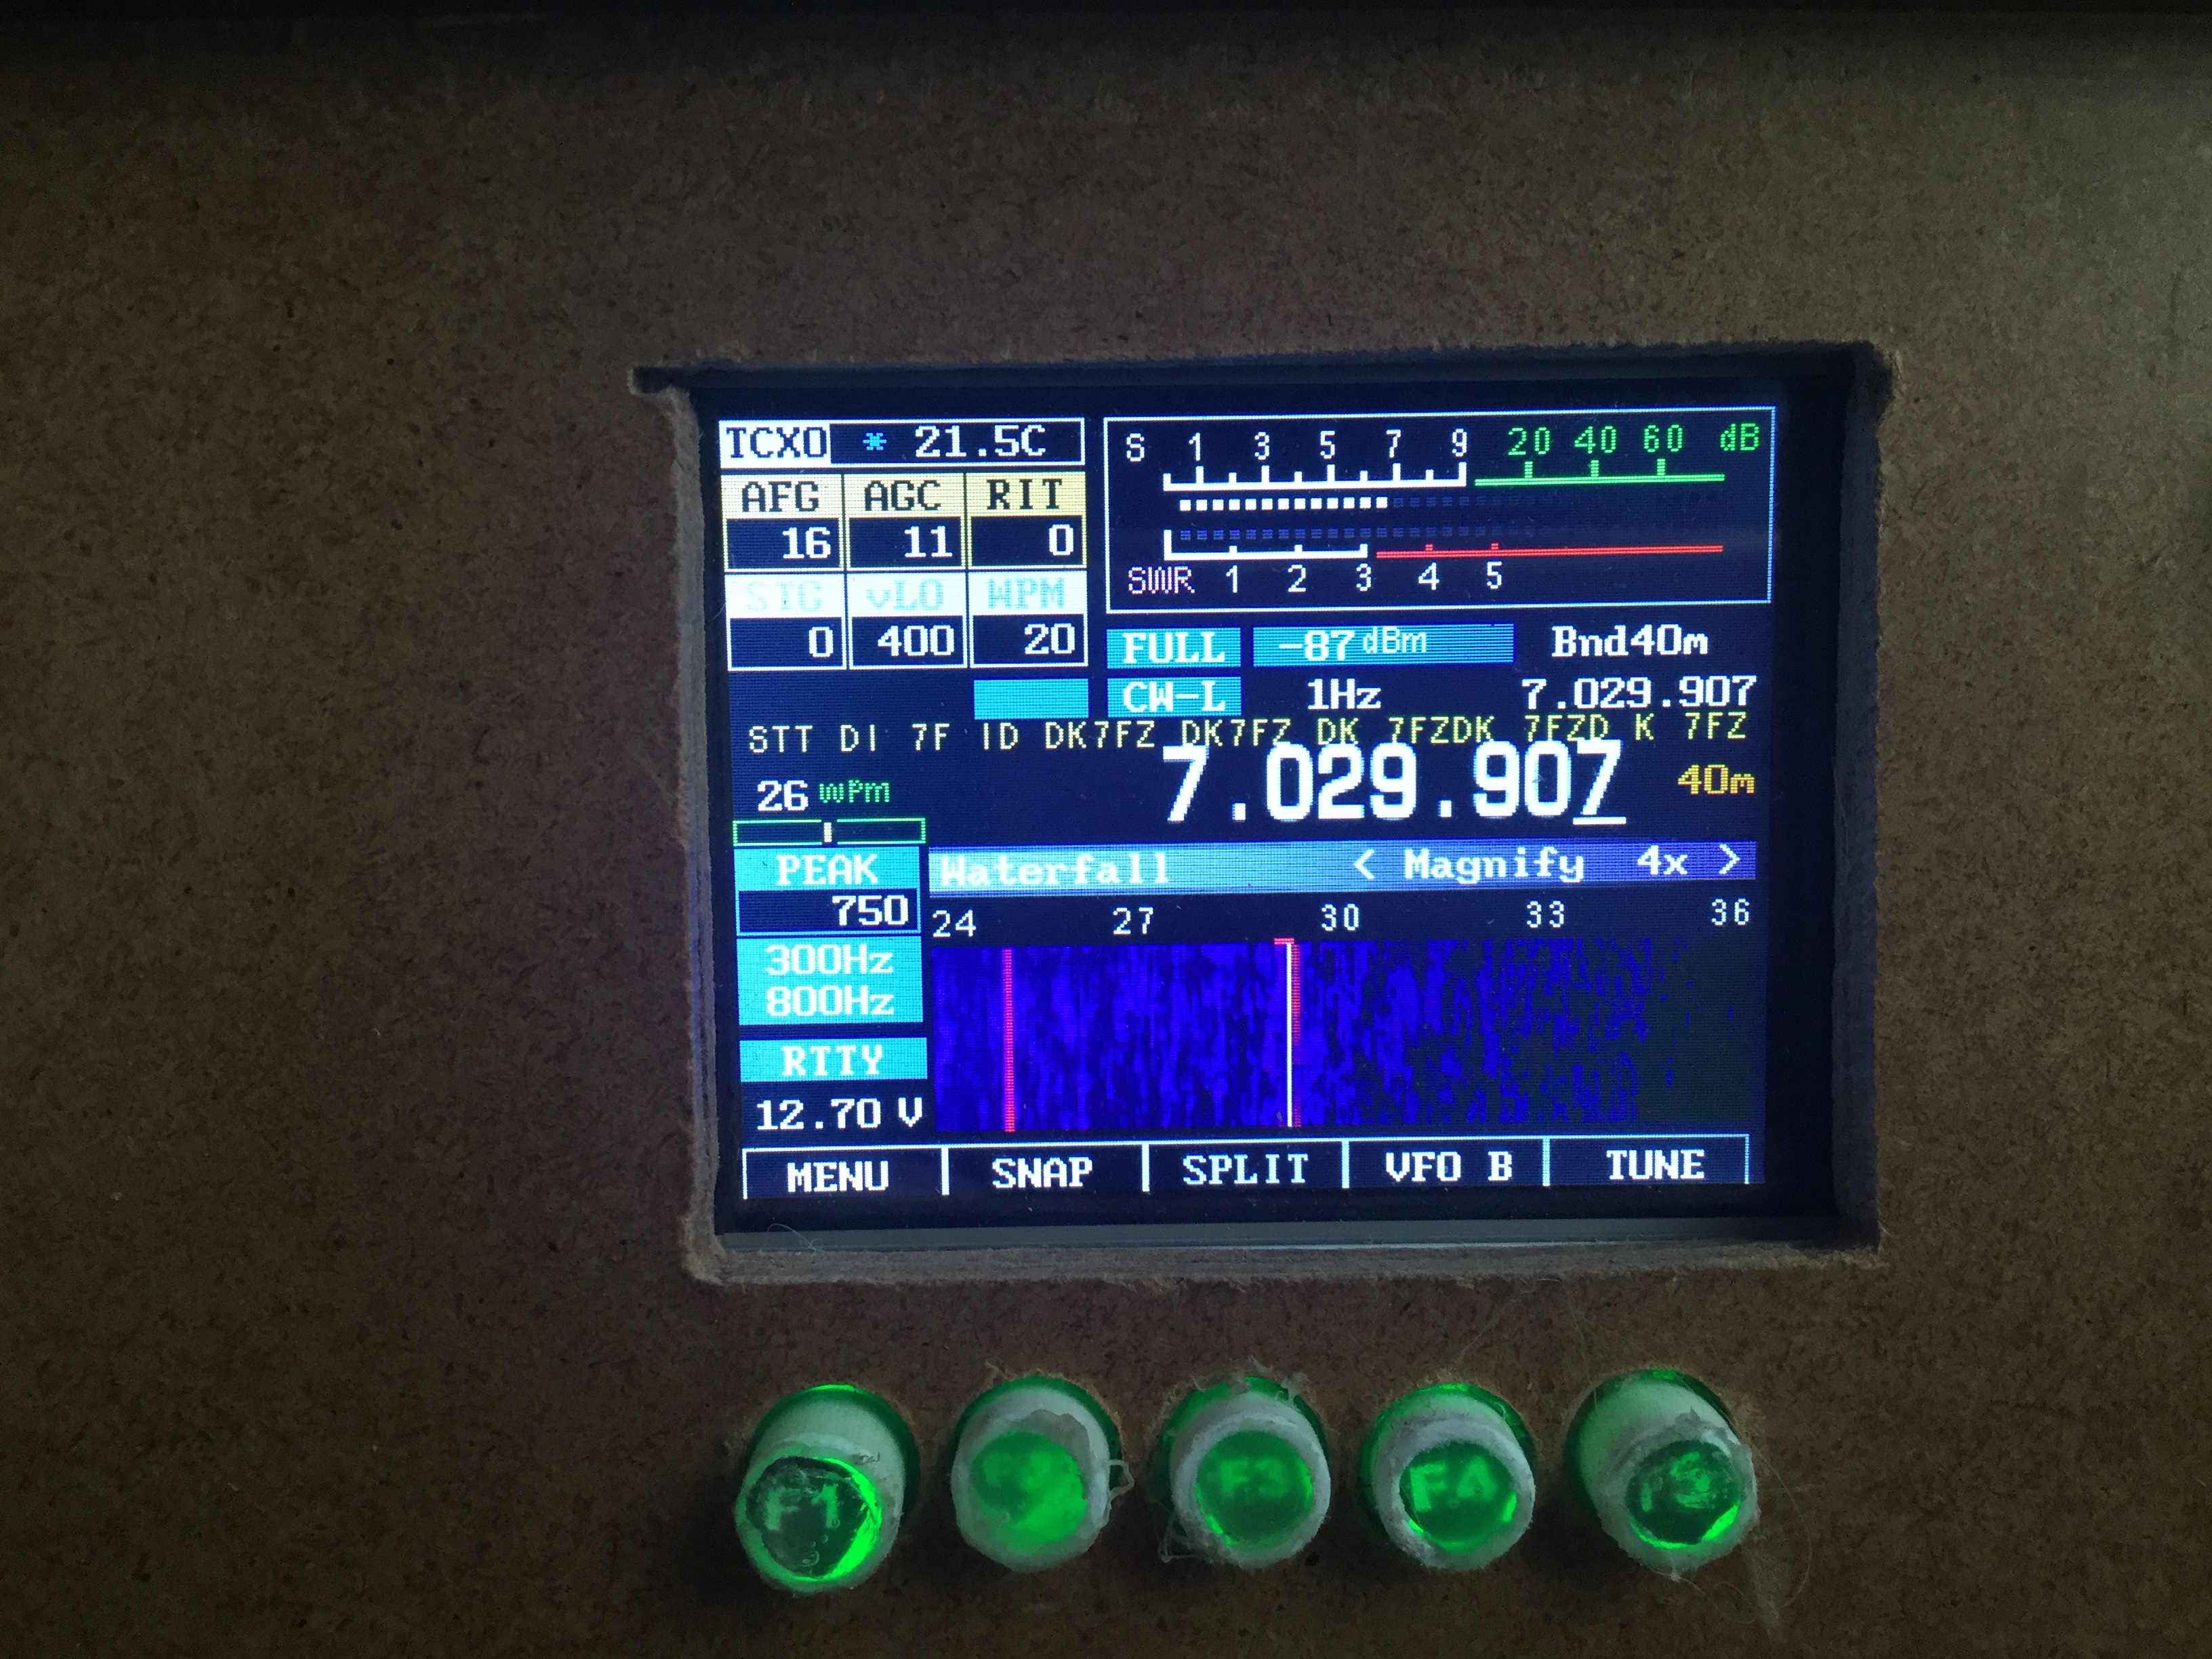 TCXO * 21.5C
AFG AGC RIT
16 11 0
STG vLO WPM
0 400 20
S 1 3 5 7 9 20 40 60 dB
SWR 1 2 3 4 5
FULL -87 dBm Bnd40m
CW-L 1Hz 7.029.907
STT DI 7F ID DK7FZ DK7FZ DK 7FZDK 7FZD K 7FZ
26 wPm 7.029.907 40m
PEAK Waterfall < Magnify 4x >
750 24 27 30 33 36
300Hz
800Hz
RTTY
12.70 V
MENU SNAP SPLIT VFO B TUNE
F1 F2 F3 F4 F5